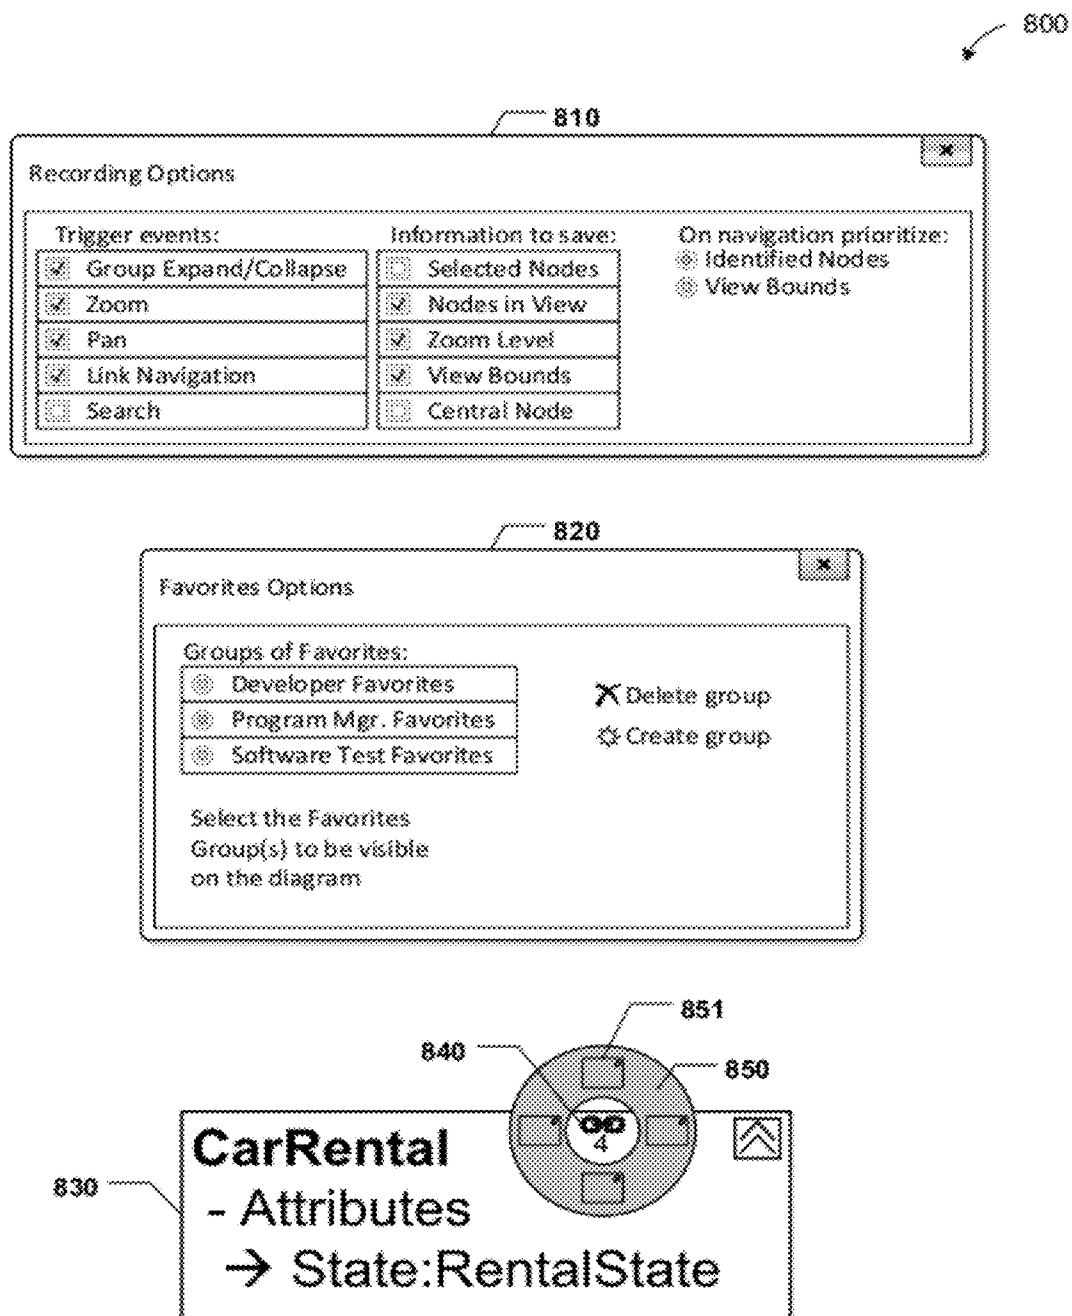 800
810
Recording Options
Trigger events:
Group Expand/Collapse
Zoom
Pan
Link Navigation
Search
Information to save:
Selected Nodes
Nodes in View
Zoom Level
View Bounds
Central Node
On navigation prioritize:
Identified Nodes
View Bounds
820
Favorites Options
Groups of Favorites:
Developer Favorites
Program Mgr. Favorites
Software Test Favorites
Delete group
Create group
Select the Favorites
Group(s) to be visible
on the diagram
851
840
850
4
830
CarRental
- Attributes
→ State:RentalState